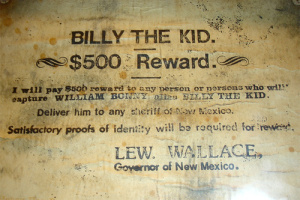 BILLY THE KID.
$500 Reward.
I will pay $500 reward to any person or persons who will
capture WILLIAM BONNY alias BILLY THE KID.
Deliver him to any sheriff of New Mexico.
Satisfactory proofs of identity will be required for reward.
LEW. WALLACE,
Governor of New Mexico.